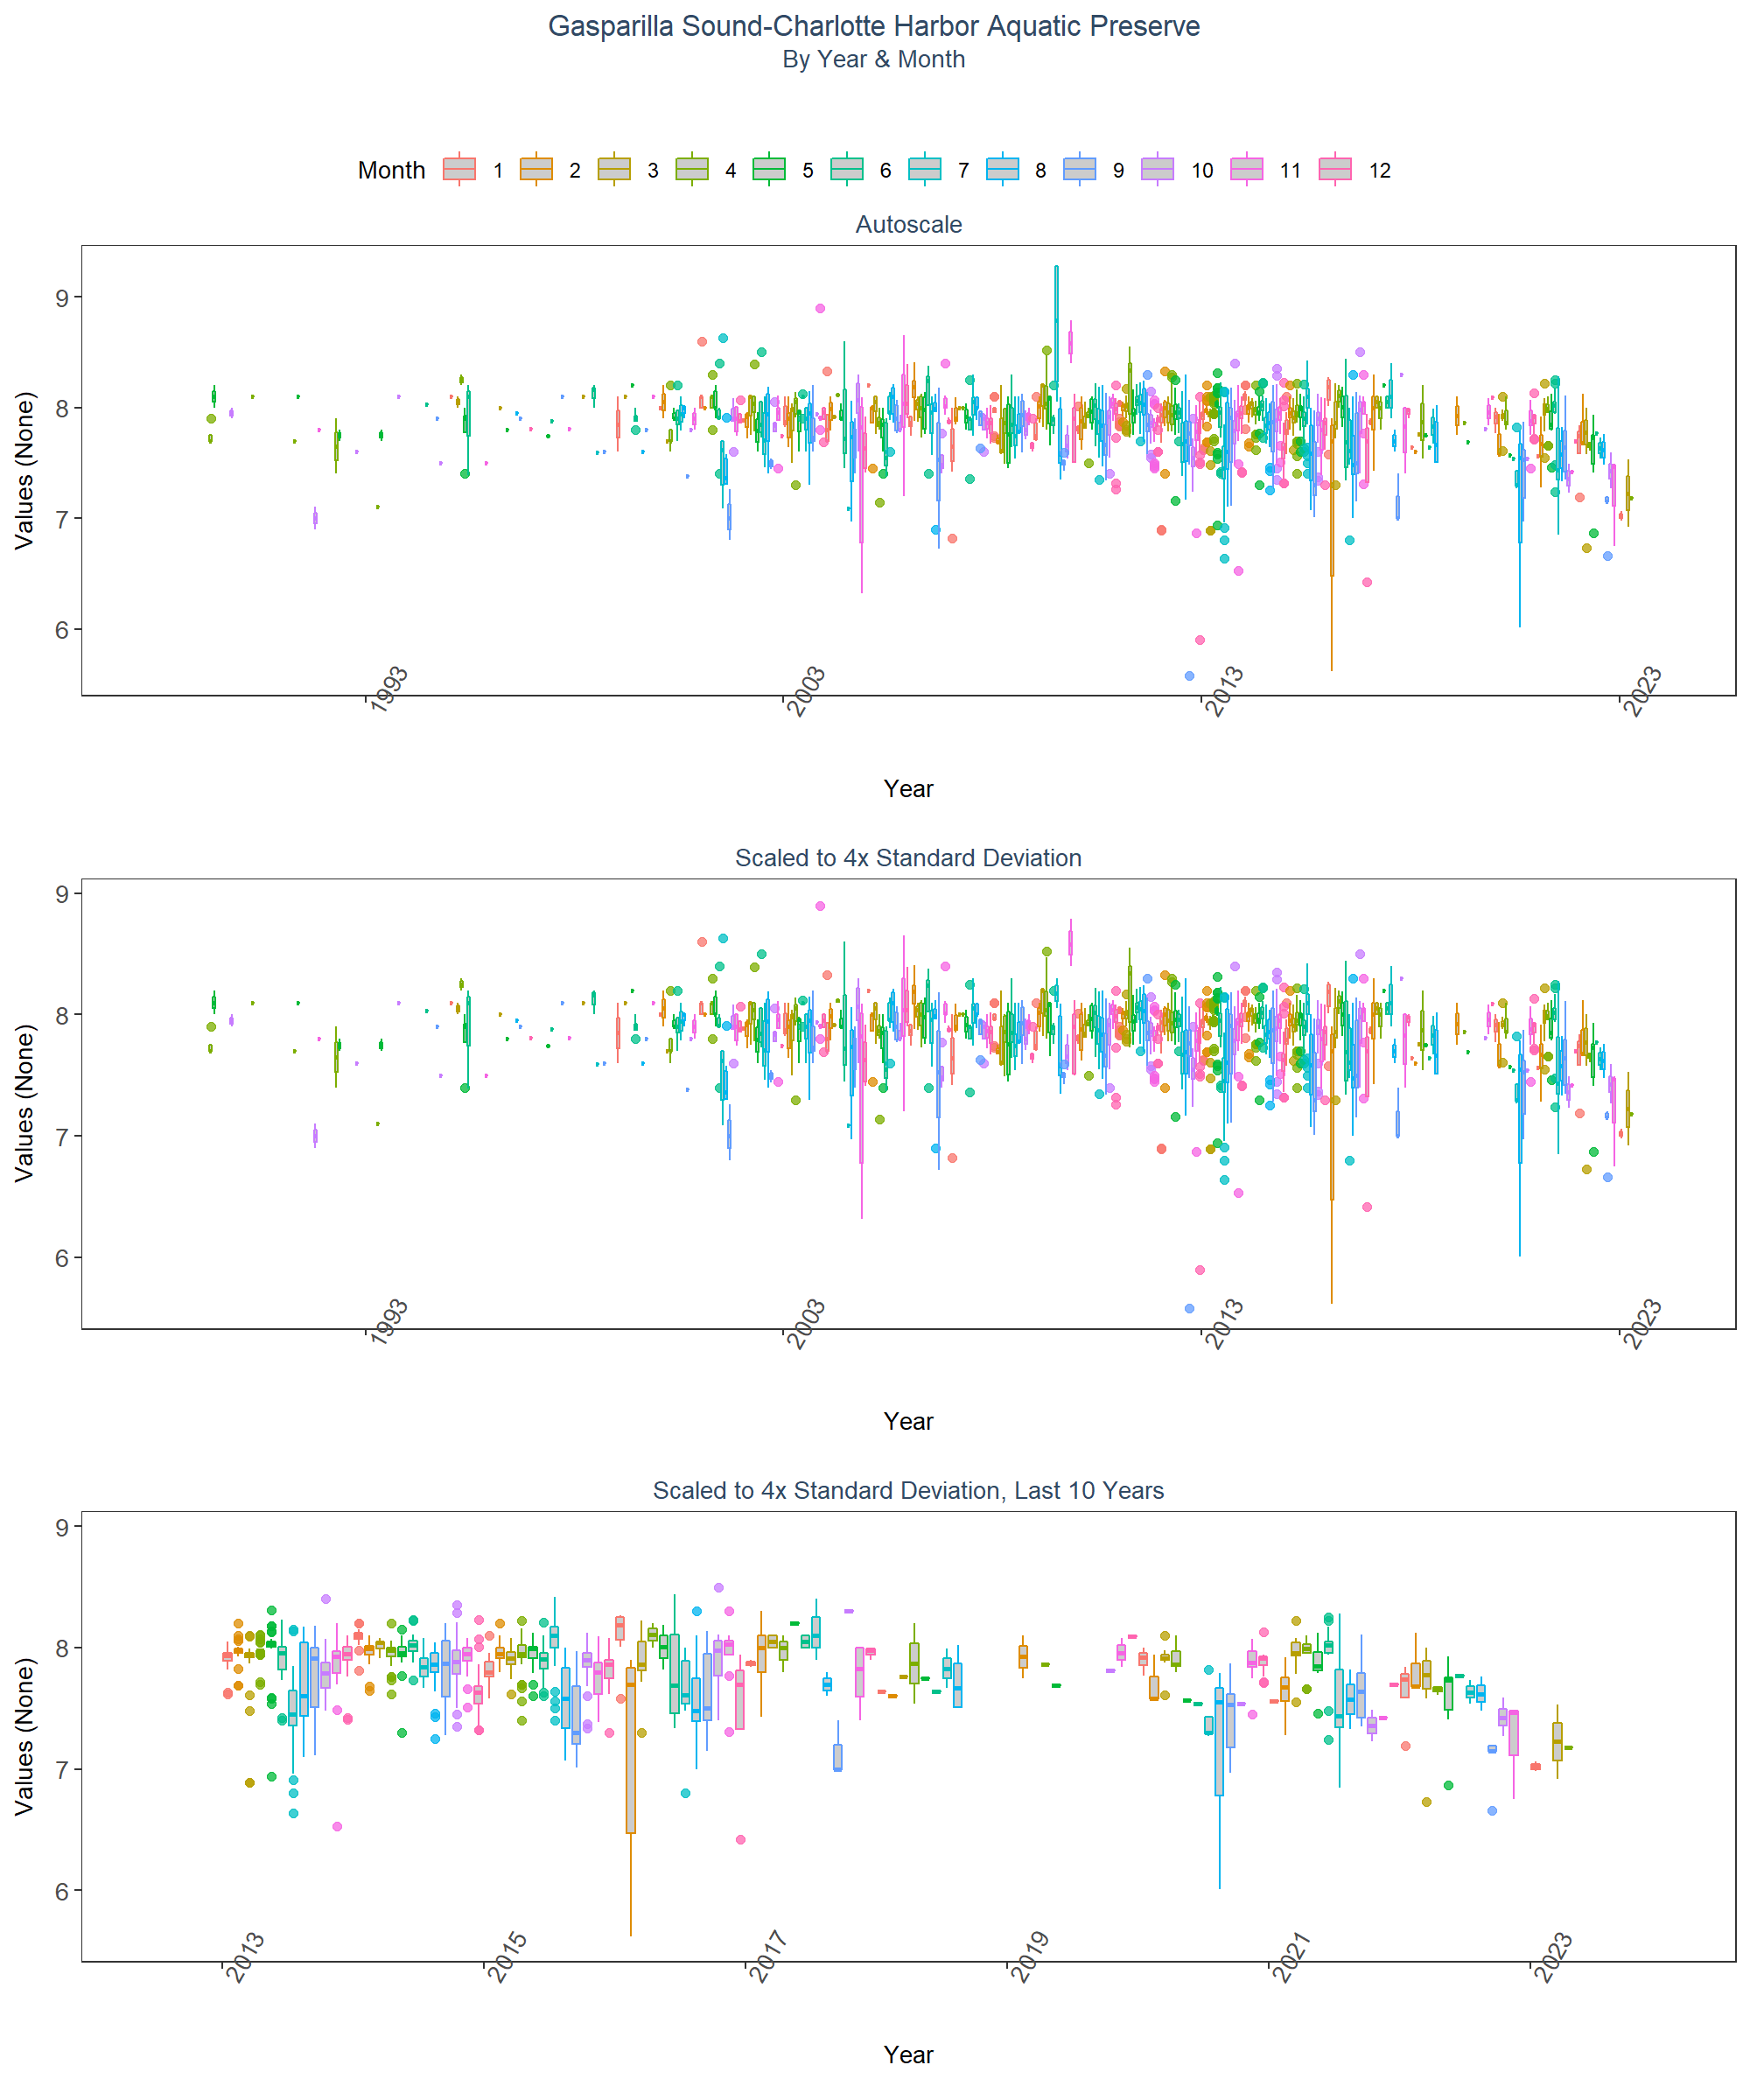 Gasparilla Sound-Charlotte Harbor Aquatic Preserve
By Year & Month
Month 1 2 3 4 5 6 7 8 9 10 11 12
Autoscale
Values (None)
9
8
7
6
1993 2003 2013 2023
Year
Scaled to 4x Standard Deviation
Values (None)
9
8
7
6
1993 2003 2013 2023
Year
Scaled to 4x Standard Deviation, Last 10 Years
Values (None)
9
8
7
6
2013 2015 2017 2019 2021 2023
Year